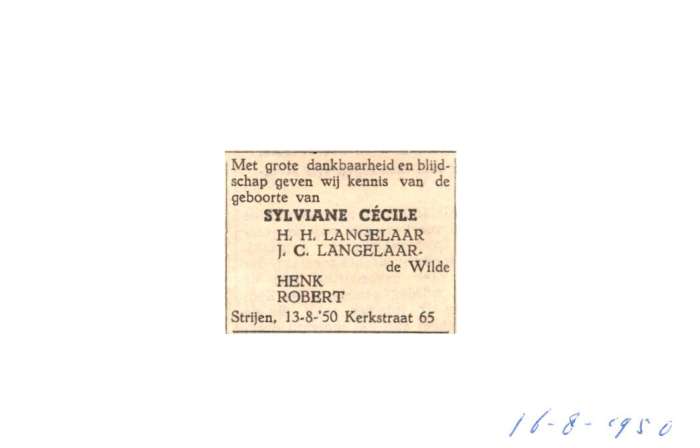 Met grote dankbaarheid en blijd-
schap geven wij kennis van de
geboorte van
SYLVIANE CÉCILE
H. H. LANGELAAR
J. C. LANGELAAR-
de Wilde
HENK
ROBERT
Strijen, 13-8-'50 Kerkstraat 65
16-8-1950